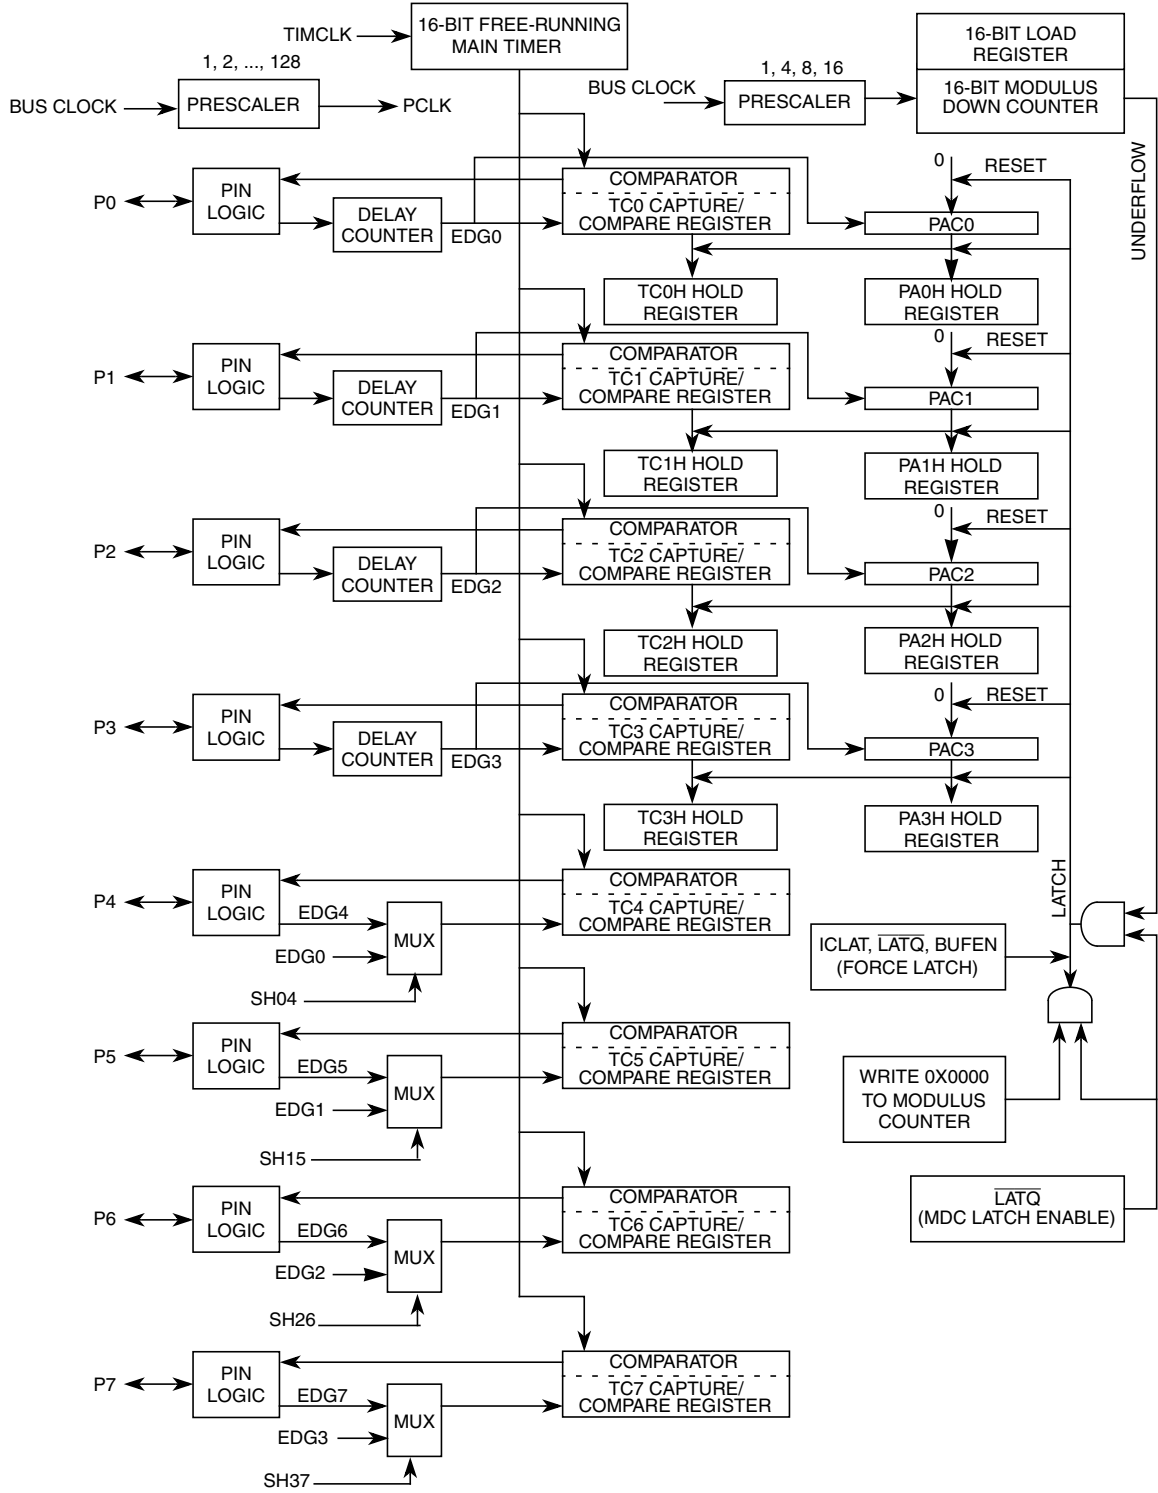 TIMCLK
16-BIT FREE-RUNNING
MAIN TIMER
1, 2, ..., 128
BUS CLOCK
PRESCALER
PCLK
1, 4, 8, 16
BUS CLOCK
PRESCALER
16-BIT LOAD
REGISTER
16-BIT MODULUS
DOWN COUNTER
UNDERFLOW
P0
PIN
LOGIC
DELAY
COUNTER
EDG0
COMPARATOR
TC0 CAPTURE/
COMPARE REGISTER
0
RESET
PAC0
TC0H HOLD
REGISTER
PA0H HOLD
REGISTER
P1
PIN
LOGIC
DELAY
COUNTER
EDG1
COMPARATOR
TC1 CAPTURE/
COMPARE REGISTER
0
RESET
PAC1
TC1H HOLD
REGISTER
PA1H HOLD
REGISTER
P2
PIN
LOGIC
DELAY
COUNTER
EDG2
COMPARATOR
TC2 CAPTURE/
COMPARE REGISTER
0
RESET
PAC2
TC2H HOLD
REGISTER
PA2H HOLD
REGISTER
P3
PIN
LOGIC
DELAY
COUNTER
EDG3
COMPARATOR
TC3 CAPTURE/
COMPARE REGISTER
0
RESET
PAC3
TC3H HOLD
REGISTER
PA3H HOLD
REGISTER
LATCH
P4
PIN
LOGIC
EDG4
EDG0
MUX
SH04
COMPARATOR
TC4 CAPTURE/
COMPARE REGISTER
ICLAT, L̅A̅T̅Q̅, BUFEN
(FORCE LATCH)
P5
PIN
LOGIC
EDG5
EDG1
MUX
SH15
COMPARATOR
TC5 CAPTURE/
COMPARE REGISTER
WRITE 0X0000
TO MODULUS
COUNTER
P6
PIN
LOGIC
EDG6
EDG2
MUX
SH26
COMPARATOR
TC6 CAPTURE/
COMPARE REGISTER
L̅A̅T̅Q̅
(MDC LATCH ENABLE)
P7
PIN
LOGIC
EDG7
EDG3
MUX
SH37
COMPARATOR
TC7 CAPTURE/
COMPARE REGISTER